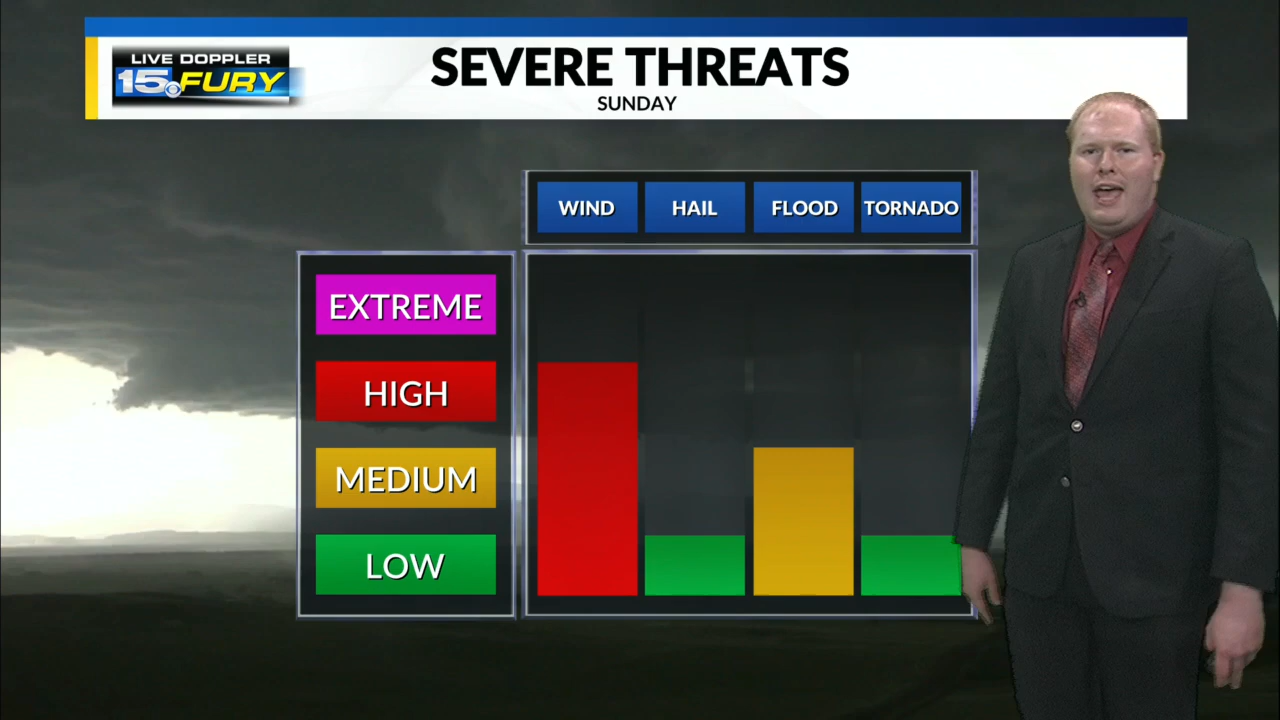 LIVE DOPPLER
15 FURY
SEVERE THREATS
SUNDAY
WIND HAIL FLOOD TORNADO
EXTREME
HIGH
MEDIUM
LOW